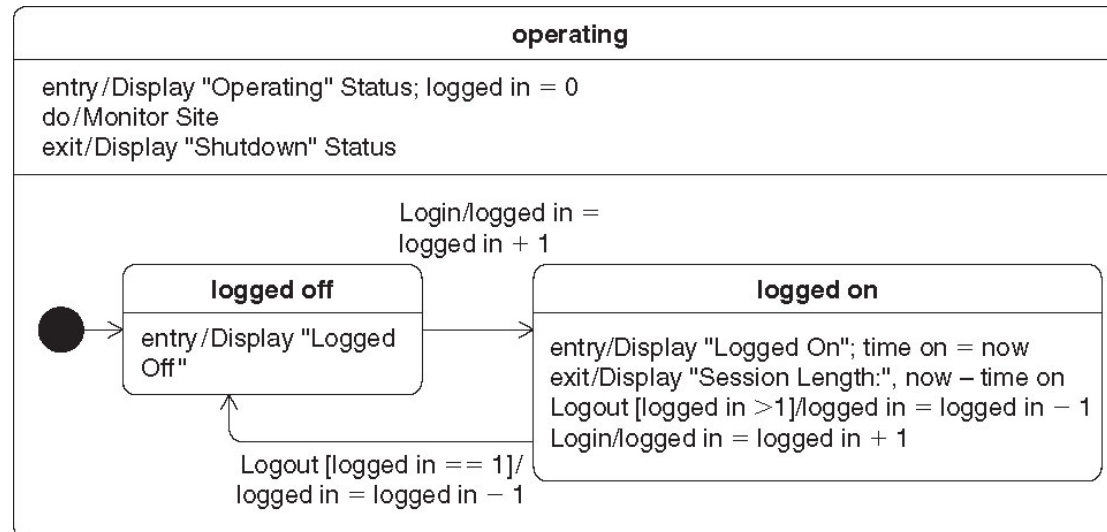 operating
entry/Display "Operating" Status; logged in = 0
do/Monitor Site
exit/Display "Shutdown" Status
Login/logged in =
logged in + 1
logged off
entry/Display "Logged
Off"
logged on
entry/Display "Logged On"; time on = now
exit/Display "Session Length:", now – time on
Logout [logged in >1]/logged in = logged in − 1
Login/logged in = logged in + 1
Logout [logged in == 1]/
logged in = logged in − 1